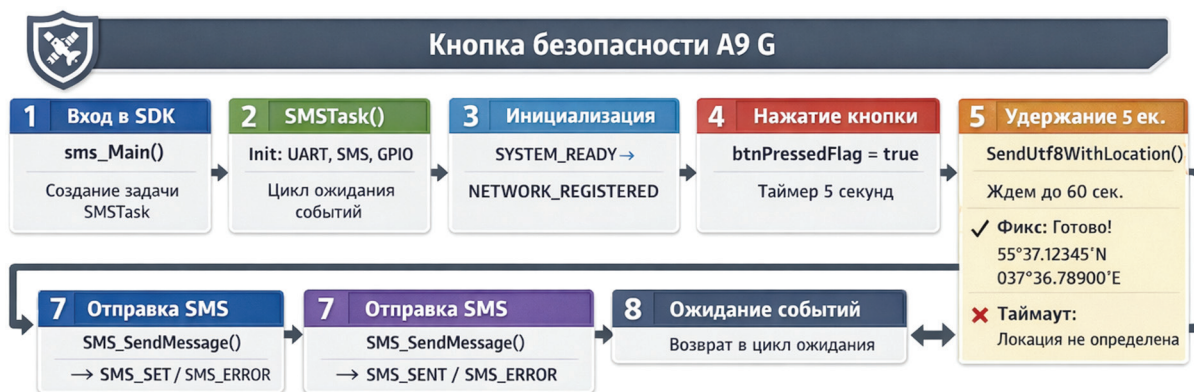 Кнопка безопасности A9 G
1 Вход в SDK
sms_Main()
Создание задачи
SMSTask
2 SMSTask()
Init: UART, SMS, GPIO
Цикл ожидания
событий
3 Инициализация
SYSTEM_READY→
NETWORK_REGISTERED
4 Нажатие кнопки
btnPressedFlag = true
Таймер 5 секунд
5 Удержание 5 ек.
SendUtf8WithLocation()
Ждем до 60 сек.
✓ Фикс: Готово!
55°37.12345'N
037°36.78900'E
✗ Таймаут:
Локация не определена
7 Отправка SMS
SMS_SendMessage()
→ SMS_SET / SMS_ERROR
7 Отправка SMS
SMS_SendMessage()
→ SMS_SENT / SMS_ERROR
8 Ожидание событий
Возврат в цикл ожидания